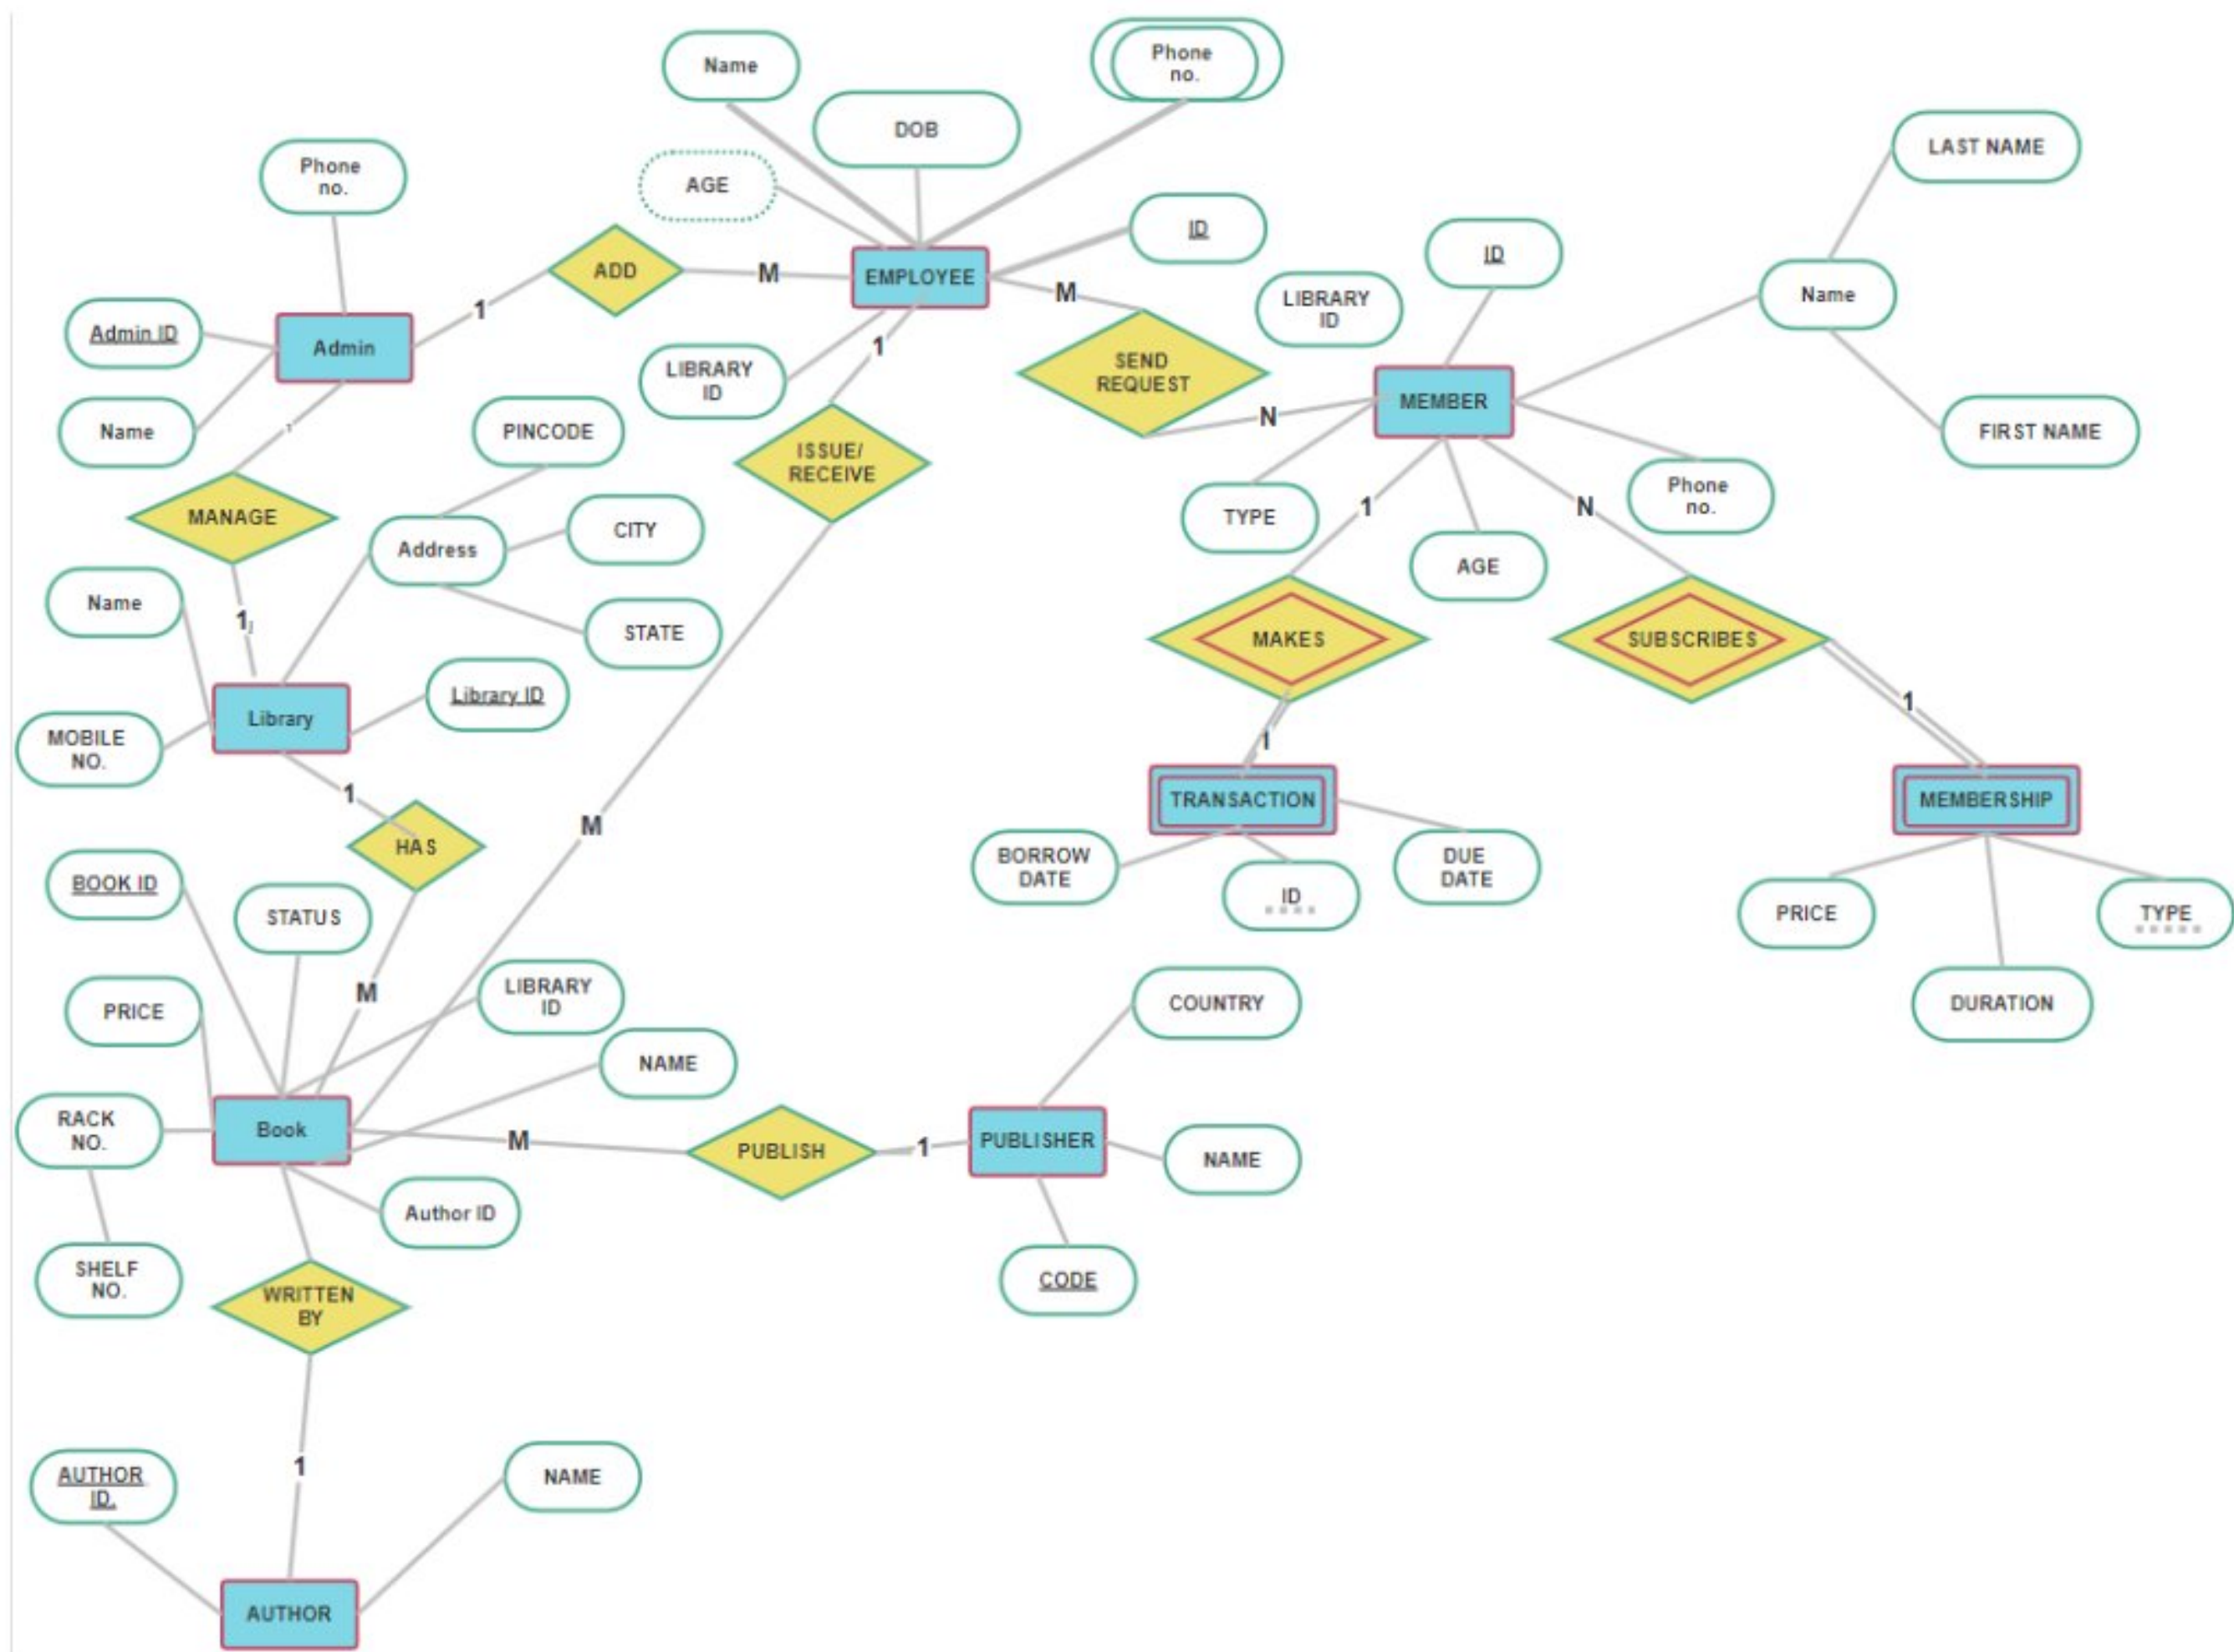 Name
Phone
no.
DOB
LAST NAME
Phone
no.
AGE
ID
ID
ADD
M
EMPLOYEE
M
LIBRARY
ID
Name
1
Admin ID
Admin
1
LIBRARY
ID
SEND
REQUEST
MEMBER
N
Name
PINCODE
ISSUE/
RECEIVE
FIRST NAME
Phone
no.
MANAGE
Address
CITY
TYPE
1
AGE
N
Name
1
STATE
MAKES
SUBSCRIBES
Library ID
1
Library
MOBILE
NO.
1
1
TRANSACTION
MEMBERSHIP
M
HAS
BORROW
DATE
ID
DUE
DATE
BOOK ID
STATUS
PRICE
TYPE
M
LIBRARY
ID
COUNTRY
DURATION
PRICE
NAME
RACK
NO.
Book
M
PUBLISH
1
PUBLISHER
NAME
Author ID
SHELF
NO.
CODE
WRITTEN
BY
1
AUTHOR
ID.
NAME
AUTHOR